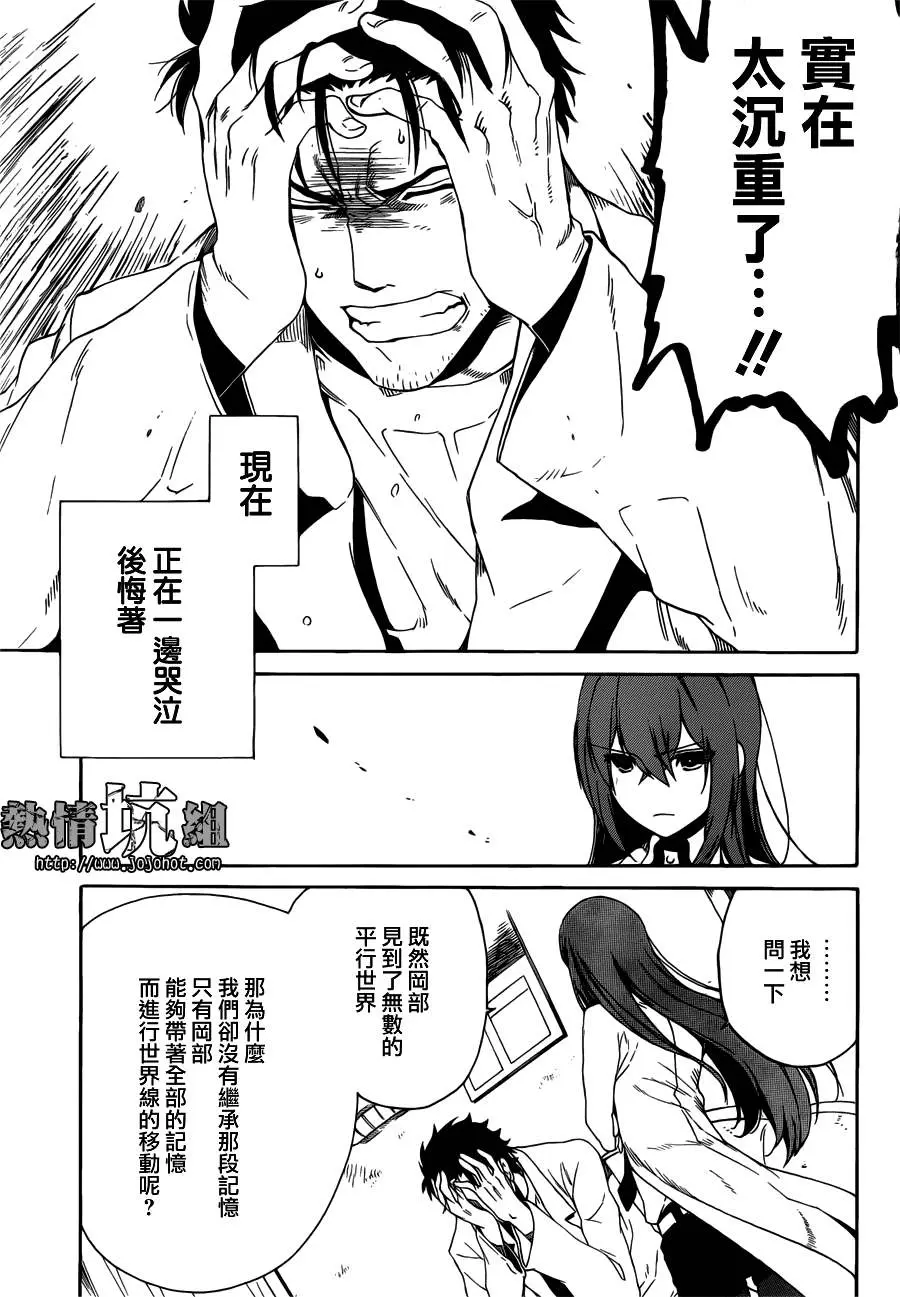 實在
太沉重了…!!
現在
正在一邊哭泣
後悔著
熱情坑組
http://www.jojohot.com
………
我想
問一下
既然岡部
見到了無數的
平行世界
那為什麼
我們卻沒有繼承那段記憶
只有岡部
能夠帶著全部的記憶
而進行世界線的移動呢?